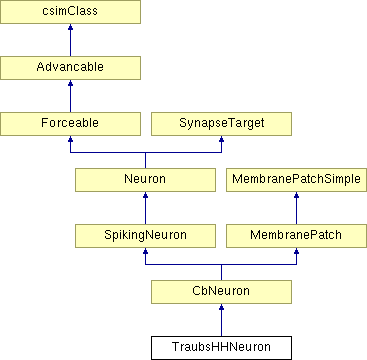 csimClass
Advancable
Forceable
SynapseTarget
Neuron
MembranePatchSimple
SpikingNeuron
MembranePatch
CbNeuron
TraubsHHNeuron